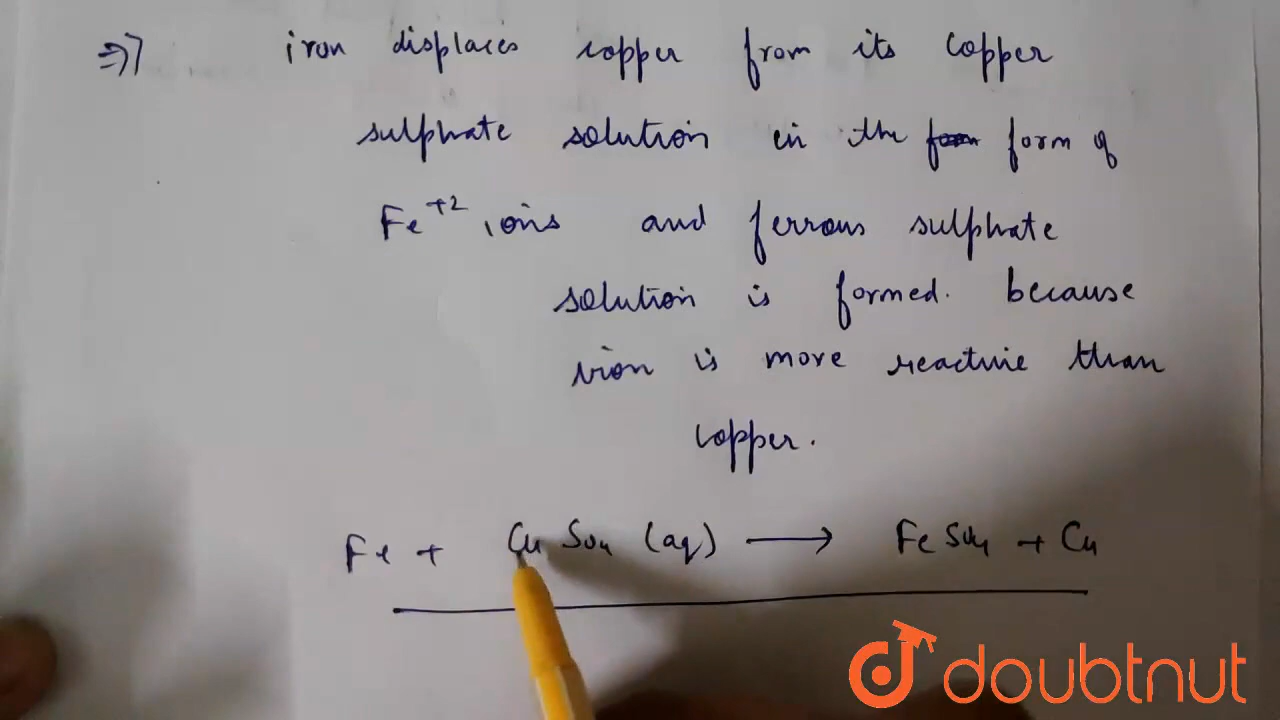 ⇒7 iron displaces copper from its copper
sulphate solution in the form of
Fe⁺² ions and ferrous sulphate
solution is formed. because
iron is more reactive than
copper.
Fe + CuSO₄ (aq) ⟶ FeSO₄ + Cu
doubtnut